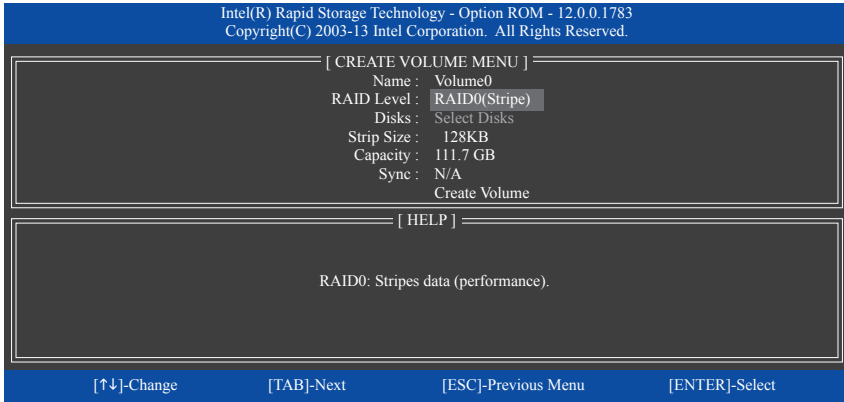 Intel(R) Rapid Storage Technology - Option ROM - 12.0.0.1783
Copyright(C) 2003-13 Intel Corporation. All Rights Reserved.
[ CREATE VOLUME MENU ]
Name : Volume0
RAID Level : RAID0(Stripe)
Disks : Select Disks
Strip Size : 128KB
Capacity : 111.7 GB
Sync : N/A
Create Volume
[ HELP ]
RAID0: Stripes data (performance).
[↑↓]-Change [TAB]-Next [ESC]-Previous Menu [ENTER]-Select